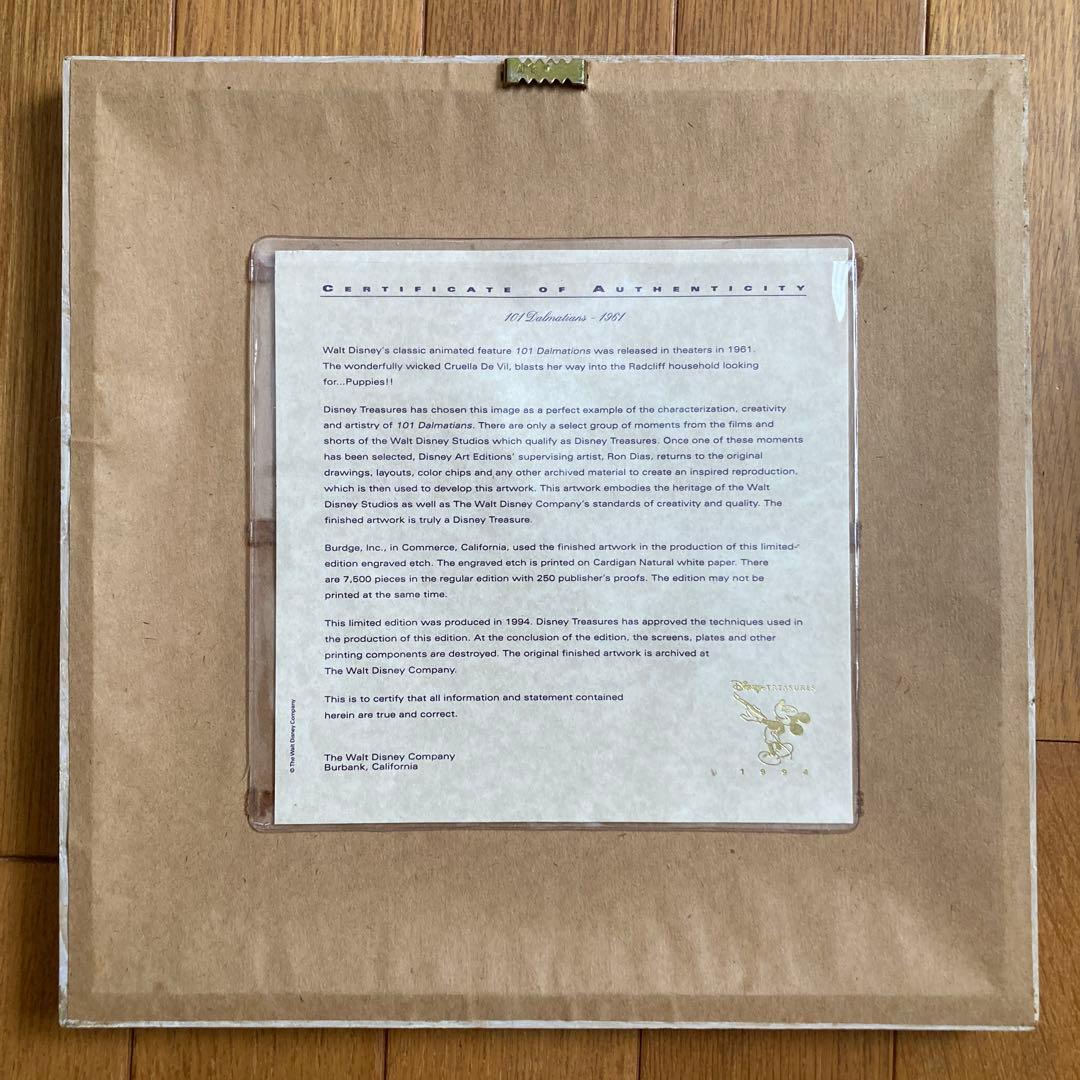 CERTIFICATE OF AUTHENTICITY
101 Dalmatians - 1961
Walt Disney's classic animated feature 101 Dalmations was released in theaters in 1961.
The wonderfully wicked Cruella De Vil, blasts her way into the Radcliff household looking
for...Puppies!!
Disney Treasures has chosen this image as a perfect example of the characterization, creativity
and artistry of 101 Dalmatians. There are only a select group of moments from the films and
shorts of the Walt Disney Studios which qualify as Disney Treasures. Once one of these moments
has been selected, Disney Art Editions' supervising artist, Ron Dias, returns to the original
drawings, layouts, color chips and any other archived material to create an inspired reproduction,
which is then used to develop this artwork. This artwork embodies the heritage of the Walt
Disney Studios as well as The Walt Disney Company's standards of creativity and quality. The
finished artwork is truly a Disney Treasure.
Burdge, Inc., in Commerce, California, used the finished artwork in the production of this limited-
edition engraved etch. The engraved etch is printed on Cardigan Natural white paper. There
are 7,500 pieces in the regular edition with 250 publisher's proofs. The edition may not be
printed at the same time.
This limited edition was produced in 1994. Disney Treasures has approved the techniques used in
the production of this edition. At the conclusion of the edition, the screens, plates and other
printing components are destroyed. The original finished artwork is archived at
The Walt Disney Company.
This is to certify that all information and statement contained
herein are true and correct.
The Walt Disney Company
Burbank, California
© The Walt Disney Company
Disney TREASURES
1994